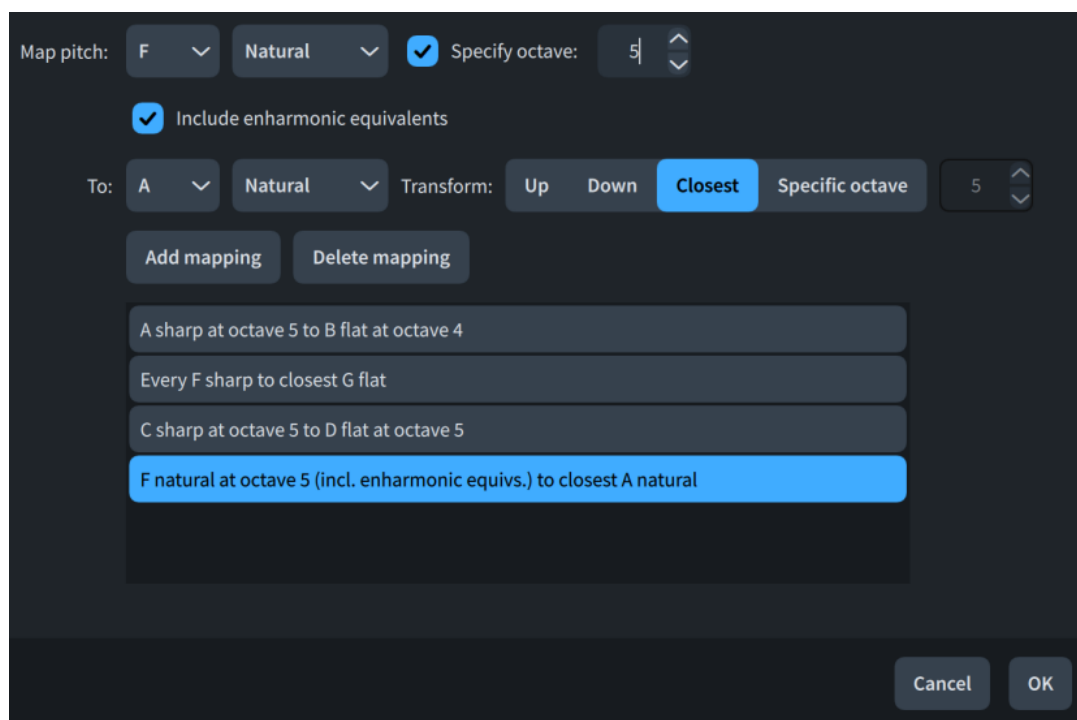 Map pitch: F Natural Specify octave: 5
Include enharmonic equivalents
To: A Natural Transform: Up Down Closest Specific octave 5
Add mapping Delete mapping
A sharp at octave 5 to B flat at octave 4
Every F sharp to closest G flat
C sharp at octave 5 to D flat at octave 5
F natural at octave 5 (incl. enharmonic equivs.) to closest A natural
Cancel OK